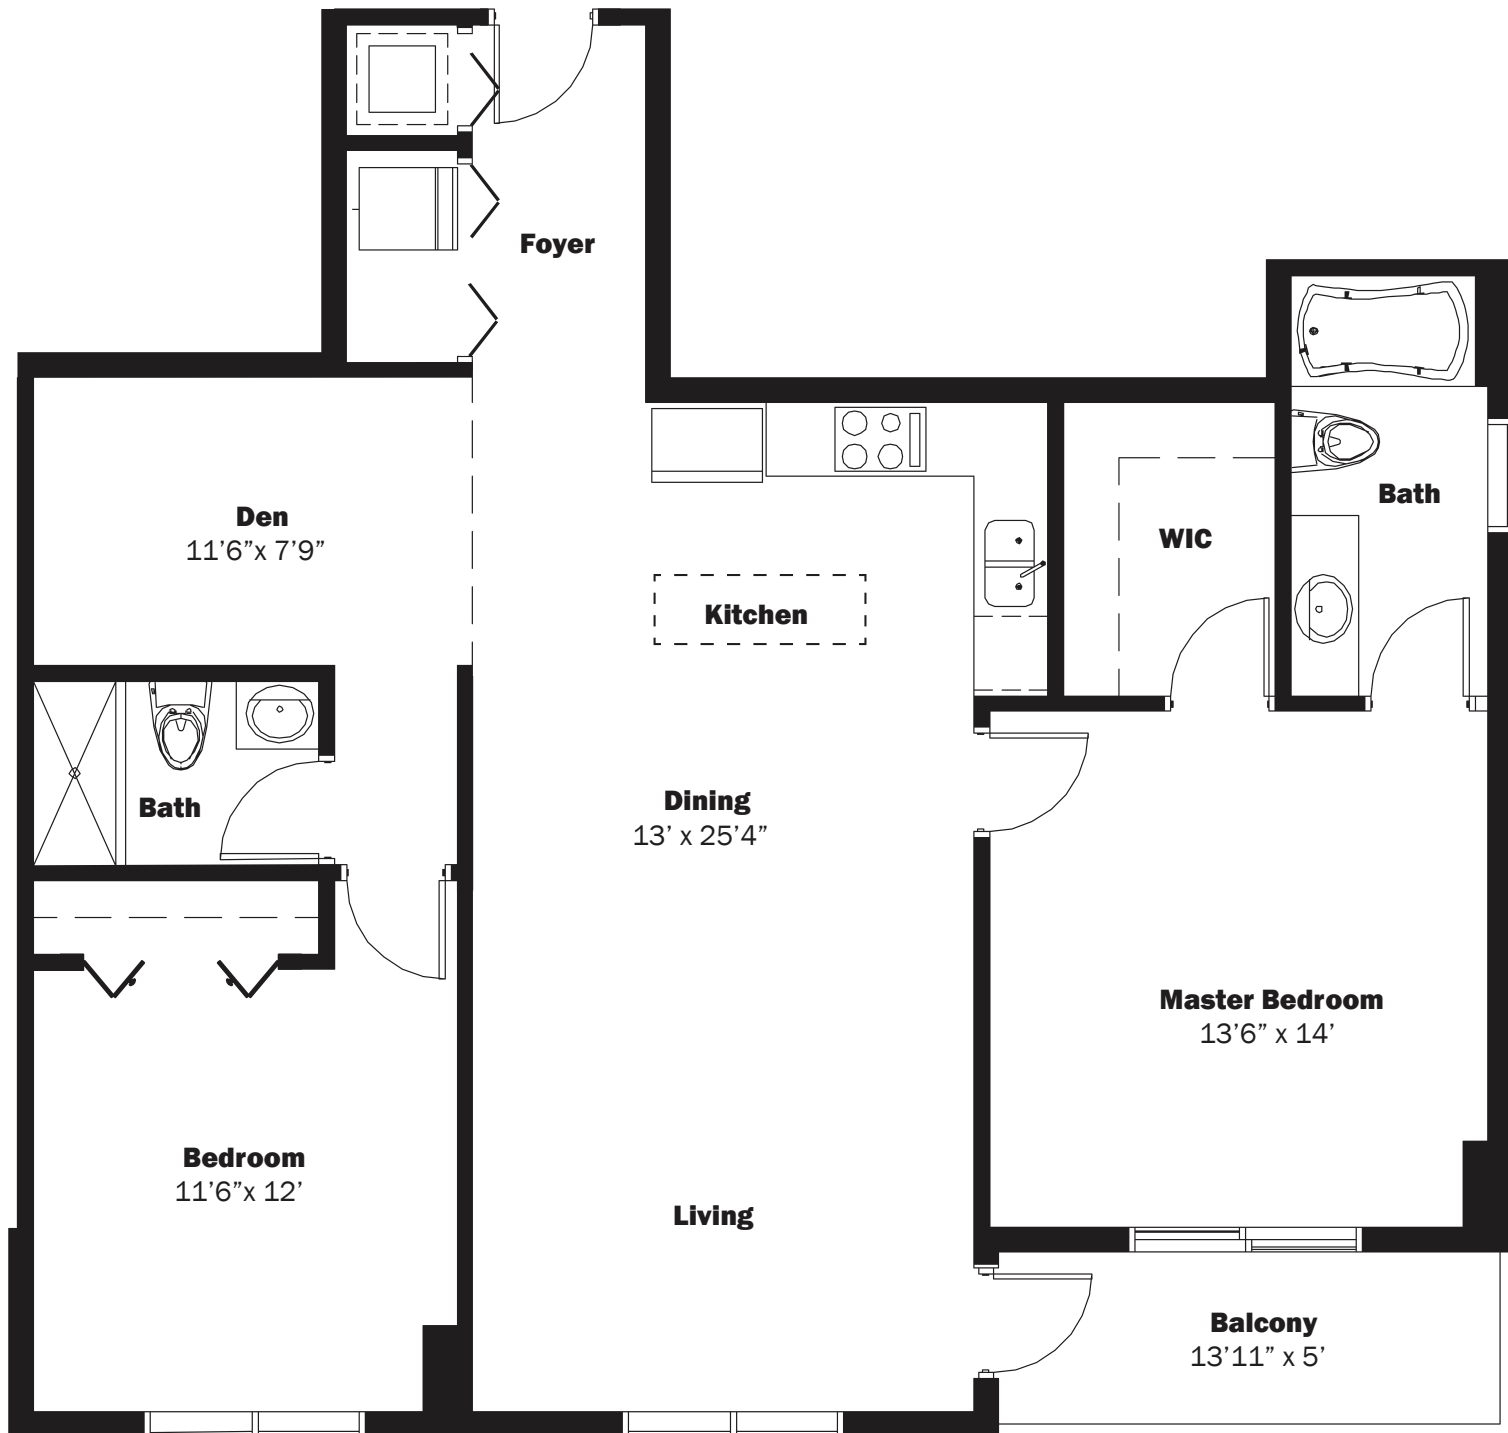 Foyer
Den
11’6”x 7’9”
Kitchen
WIC
Bath
Bath
Dining
13’ x 25’4”
Master Bedroom
13’6” x 14’
Bedroom
11’6”x 12’
Living
Balcony
13’11” x 5’